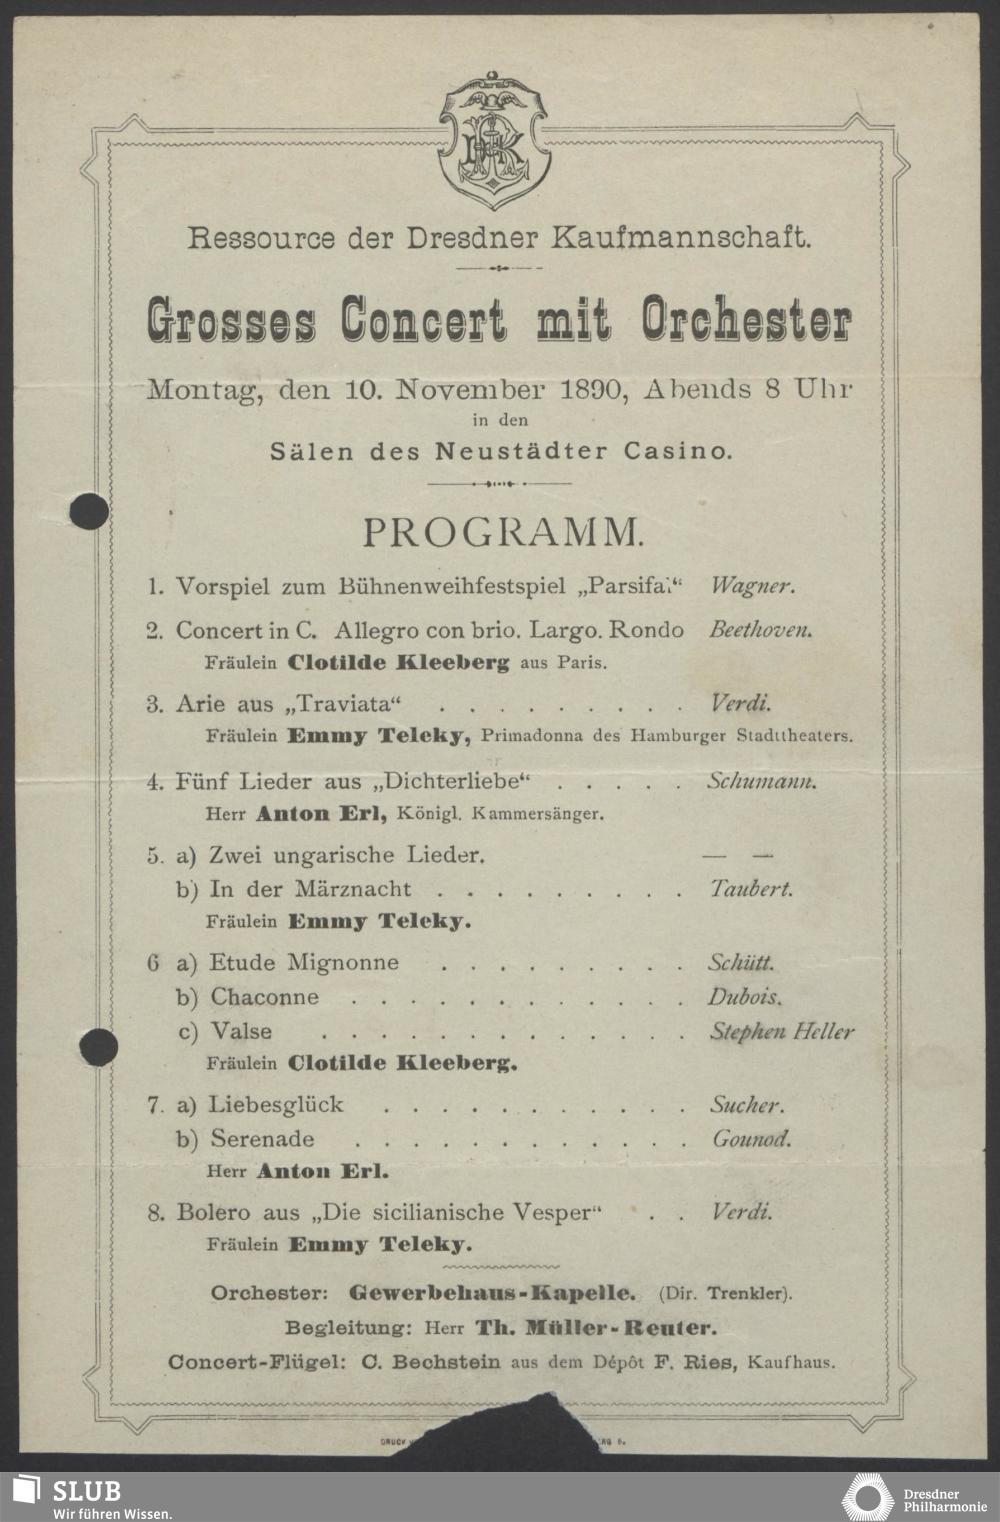 Ressource der Dresdner Kaufmannschaft.
Grosses Concert mit Orchester
Montag, den 10. November 1890, Abends 8 Uhr
in den
Sälen des Neustädter Casino.
PROGRAMM.
1. Vorspiel zum Bühnenweihfestspiel „Parsifal“ Wagner.
2. Concert in C. Allegro con brio. Largo. Rondo Beethoven.
Fräulein Clotilde Kleeberg aus Paris.
3. Arie aus „Traviata“ . . . . . . . . . Verdi.
Fräulein Emmy Teleky, Primadonna des Hamburger Stadttheaters.
4. Fünf Lieder aus „Dichterliebe“ . . . . . Schumann.
Herr Anton Erl, Königl. Kammersänger.
5. a) Zwei ungarische Lieder. — —
b) In der Märznacht . . . . . . . . . Taubert.
Fräulein Emmy Teleky.
6 a) Etude Mignonne . . . . . . . . . Schütt.
b) Chaconne . . . . . . . . . . . . Dubois.
c) Valse . . . . . . . . . . . . . Stephen Heller
Fräulein Clotilde Kleeberg.
7. a) Liebesglück . . . . . . . . . . . Sucher.
b) Serenade . . . . . . . . . . . . Gounod.
Herr Anton Erl.
8. Bolero aus „Die sicilianische Vesper“ . . Verdi.
Fräulein Emmy Teleky.
Orchester: Gewerbehaus-Kapelle. (Dir. Trenkler).
Begleitung: Herr Th. Müller-Reuter.
Concert-Flügel: C. Bechstein aus dem Dépôt F. Ries, Kaufhaus.
DRUCK
SLUB
Wir führen Wissen.
Dresdner
Philharmonie